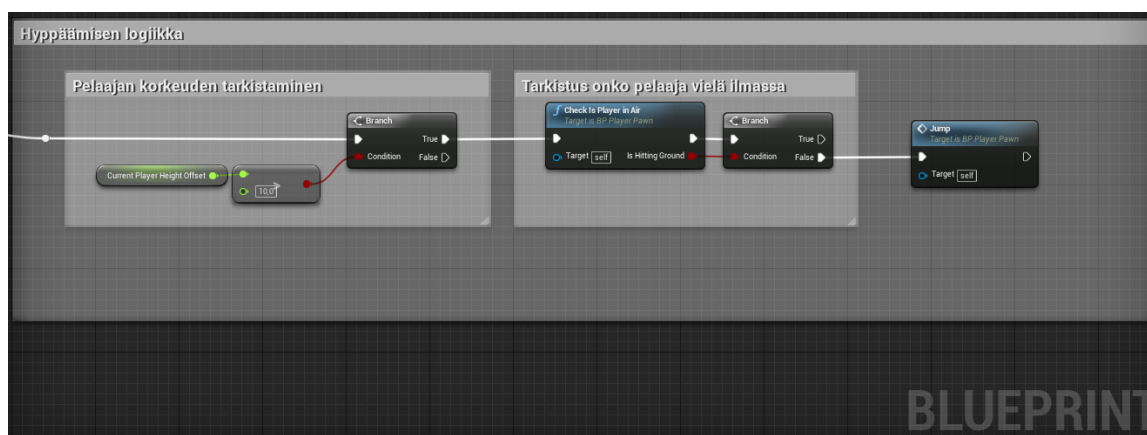 Hyppäämisen logiikka
Pelaajan korkeuden tarkistaminen
Current Player Height Offset
>
10,0
Branch
True
Condition
False
Tarkistus onko pelaaja vielä ilmassa
f Check Is Player in Air
Target is BP Player Pawn
Target self
Is Hitting Ground
Branch
True
Condition
False
Jump
Target is BP Player Pawn
Target self
BLUEPRINT